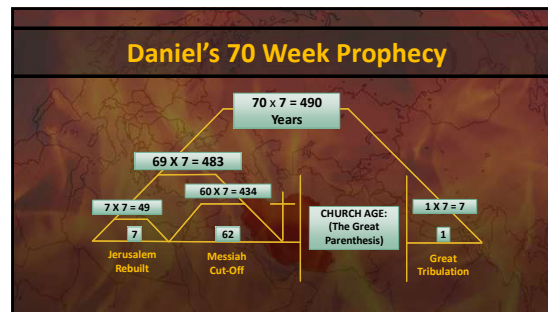 Daniel's 70 Week Prophecy
70 x 7 = 490
Years
69 X 7 = 483
60 X 7 = 434
7 X 7 = 49
CHURCH AGE:
(The Great
Parenthesis)
1 X 7 = 7
7
62
1
Jerusalem
Rebuilt
Messiah
Cut-Off
Great
Tribulation